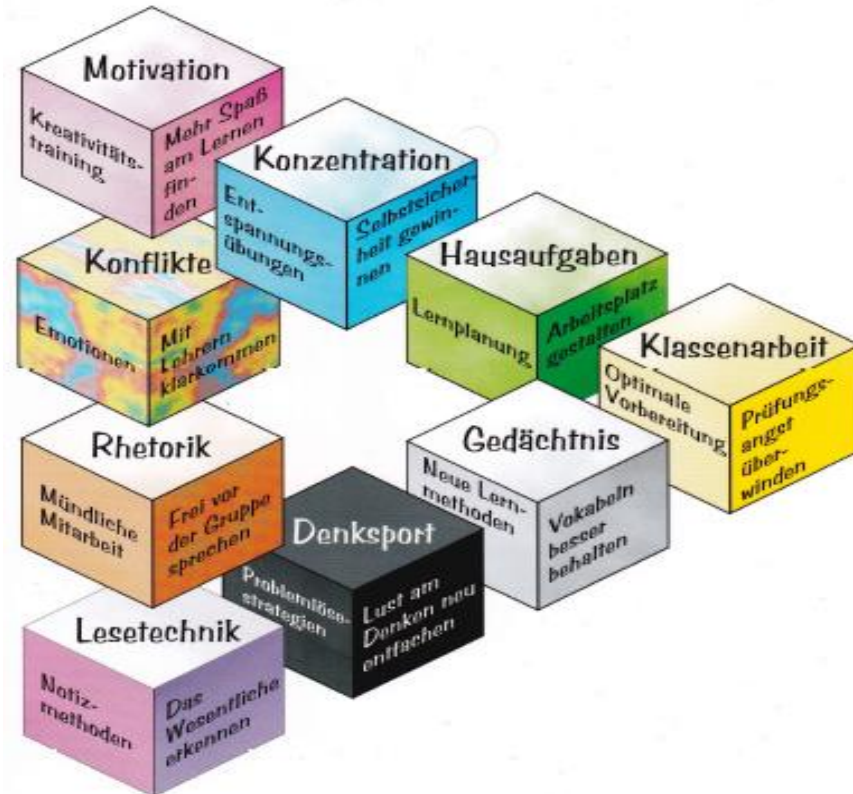 Motivation
Kreativitäts-
training
Mehr Spaß
am Lernen
fin-
den
Konzentration
Ent-
spannungs-
übungen
Selbstsicher-
heit gewin-
nen
Konflikte
Emotionen
Mit
Lehrern
klarkommen
Hausaufgaben
Lernplanung
Arbeitsplatz
gestalten
Klassenarbeit
Optimale
Vorbereitung
Prüfungs-
angst
über-
winden
Rhetorik
Mündliche
Mitarbeit
Frei vor
der Gruppe
sprechen
Gedächtnis
Neue Lern-
methoden
Vokabeln
besser
behalten
Denksport
Problemlöse-
strategien
Lust am
Denken neu
entfachen
Lesetechnik
Notiz-
methoden
Das
Wesentliche
erkennen